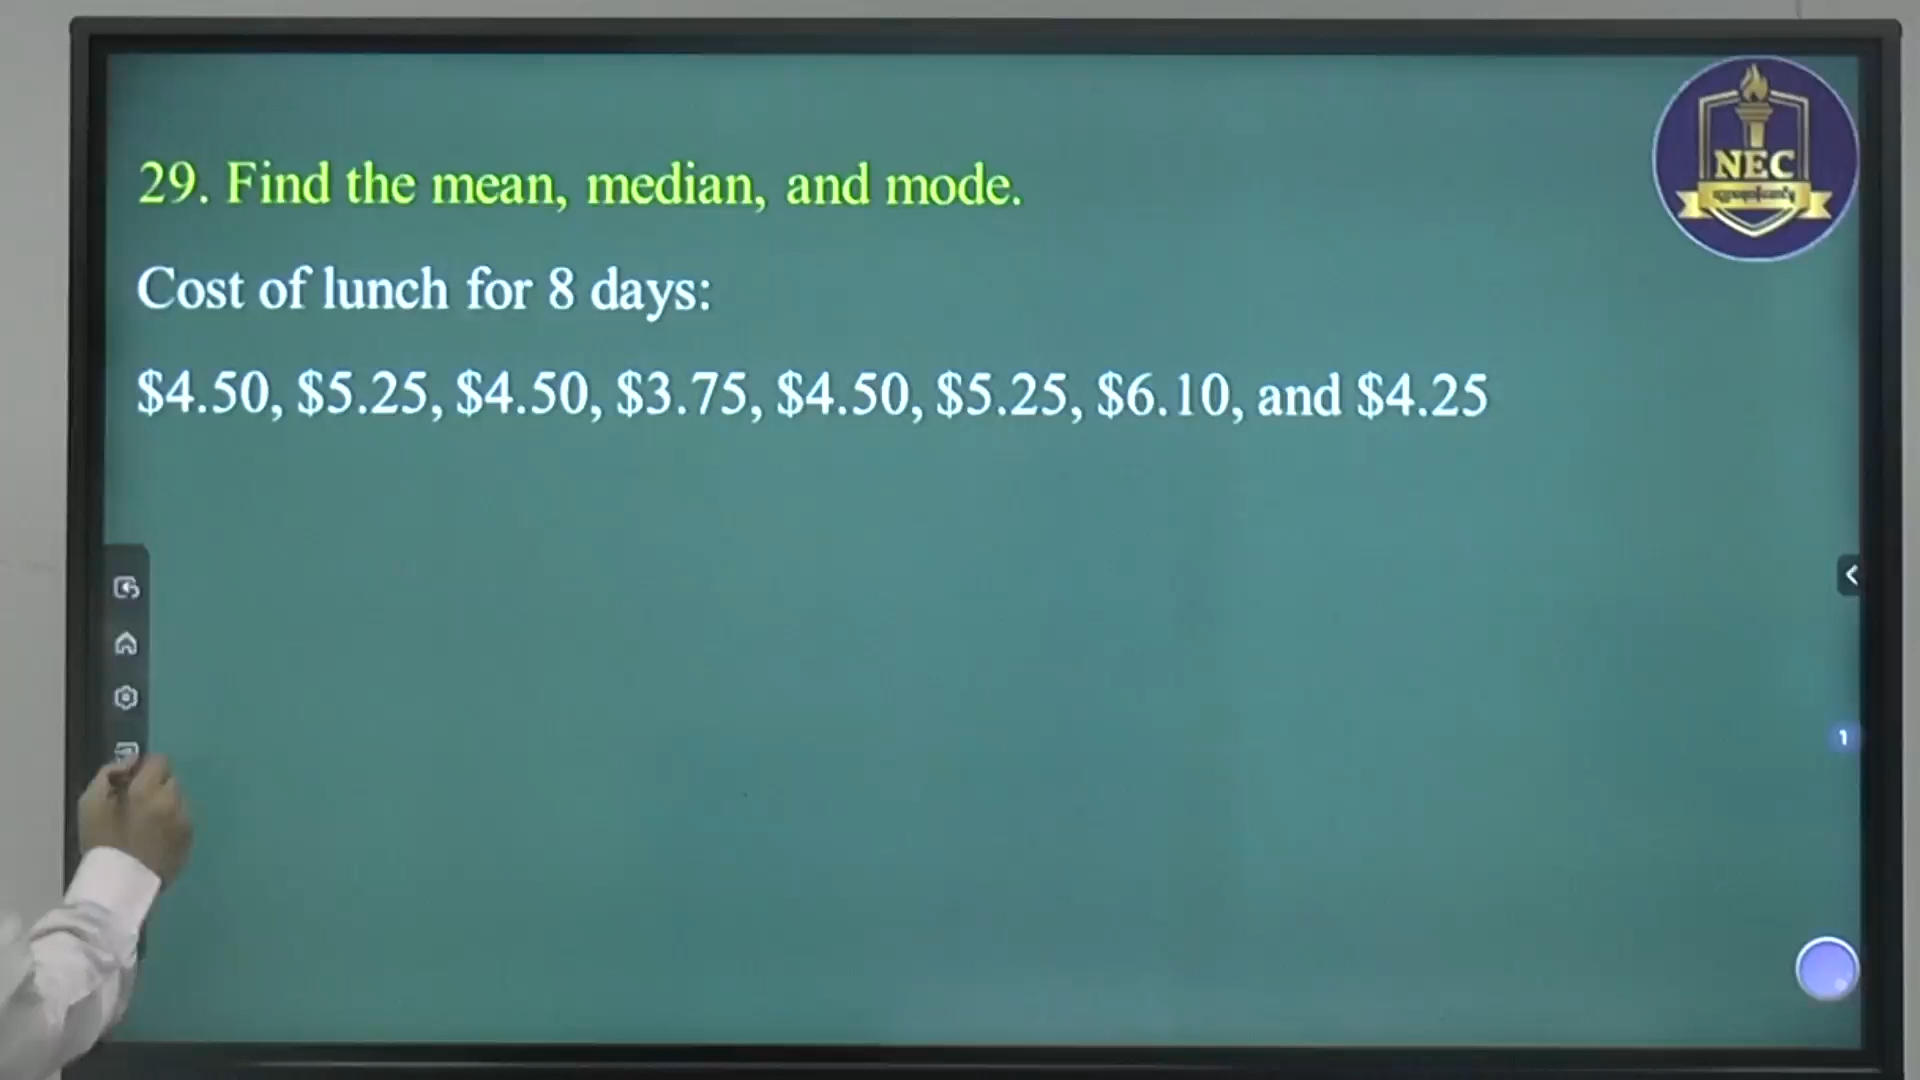 29. Find the mean, median, and mode.
Cost of lunch for 8 days:
$4.50, $5.25, $4.50, $3.75, $4.50, $5.25, $6.10, and $4.25
NEC
1